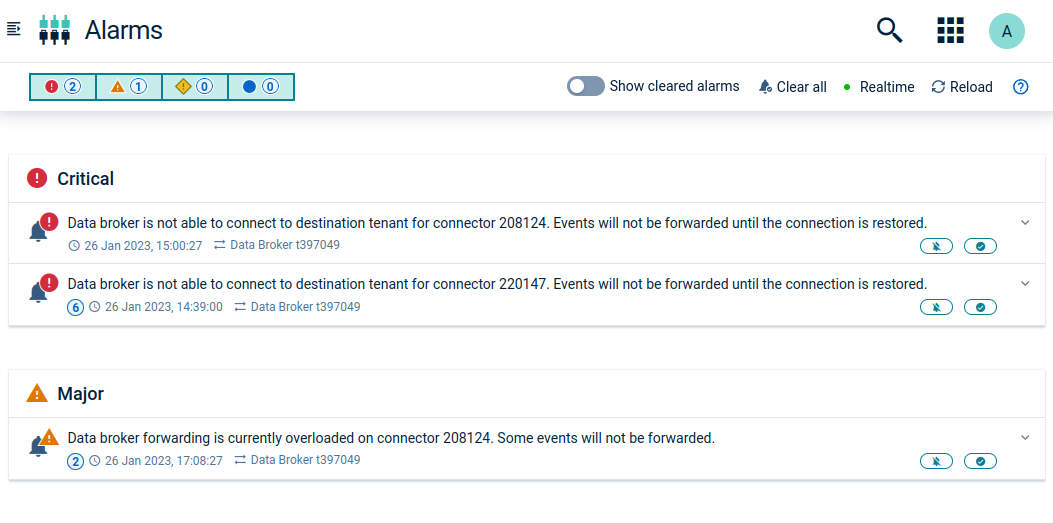 Alarms
A
2 1 0 0 Show cleared alarms Clear all Realtime Reload
Critical
Data broker is not able to connect to destination tenant for connector 208124. Events will not be forwarded until the connection is restored.
26 Jan 2023, 15:00:27 Data Broker t397049
Data broker is not able to connect to destination tenant for connector 220147. Events will not be forwarded until the connection is restored.
6 26 Jan 2023, 14:39:00 Data Broker t397049
Major
Data broker forwarding is currently overloaded on connector 208124. Some events will not be forwarded.
2 26 Jan 2023, 17:08:27 Data Broker t397049